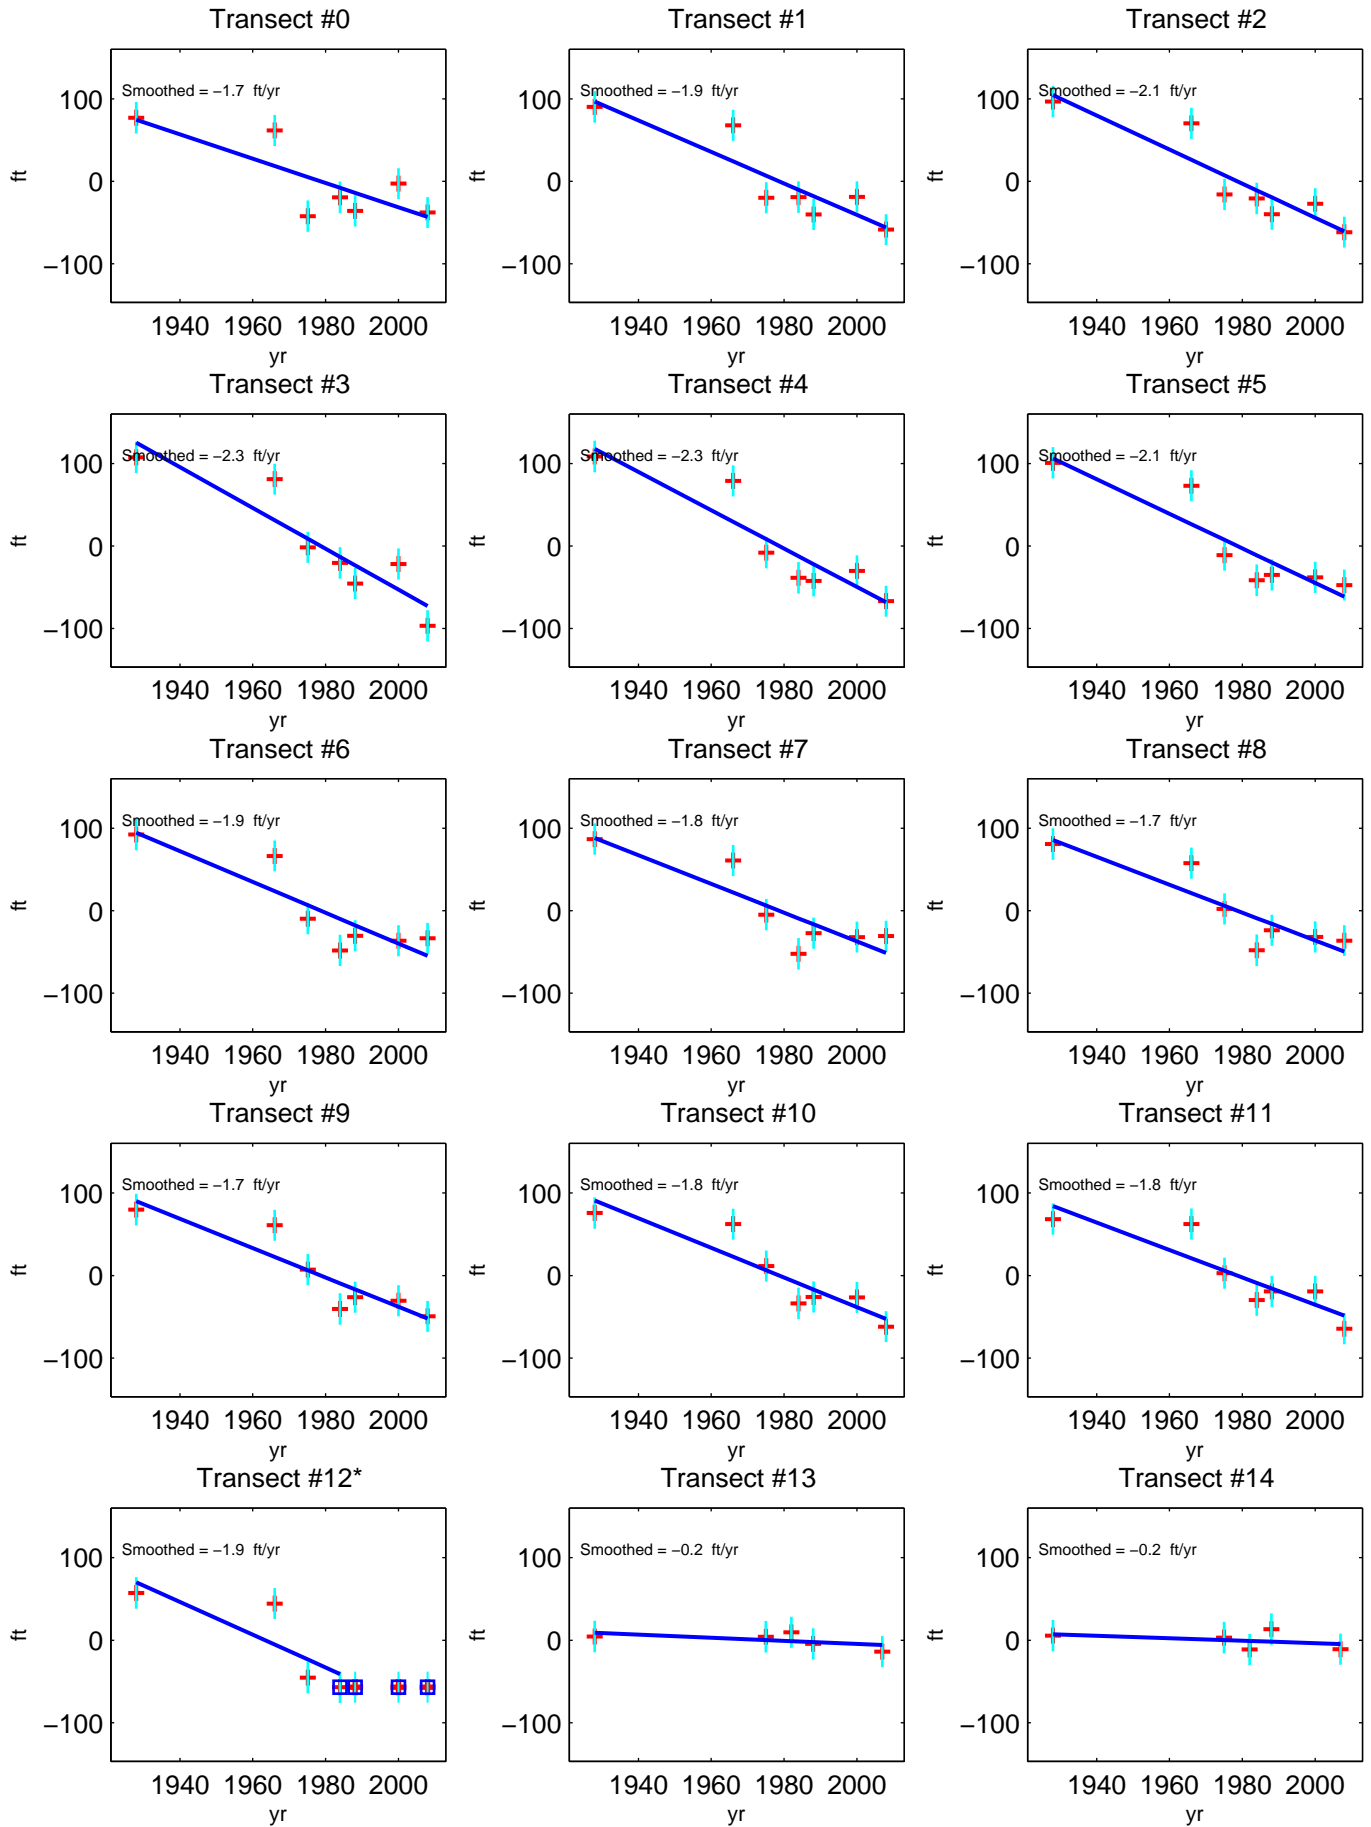 Transect #0 Transect #1 Transect #2
Smoothed = −1.7 ft/yr Smoothed = −1.9 ft/yr Smoothed = −2.1 ft/yr
100 100 100
ft ft ft
0 0 0
−100 −100 −100
1940 1960 1980 2000 1940 1960 1980 2000 1940 1960 1980 2000
yr yr yr
Transect #3 Transect #4 Transect #5
Smoothed = −2.3 ft/yr Smoothed = −2.3 ft/yr Smoothed = −2.1 ft/yr
100 100 100
ft ft ft
0 0 0
−100 −100 −100
1940 1960 1980 2000 1940 1960 1980 2000 1940 1960 1980 2000
yr yr yr
Transect #6 Transect #7 Transect #8
Smoothed = −1.9 ft/yr Smoothed = −1.8 ft/yr Smoothed = −1.7 ft/yr
100 100 100
ft ft ft
0 0 0
−100 −100 −100
1940 1960 1980 2000 1940 1960 1980 2000 1940 1960 1980 2000
yr yr yr
Transect #9 Transect #10 Transect #11
Smoothed = −1.7 ft/yr Smoothed = −1.8 ft/yr Smoothed = −1.8 ft/yr
100 100 100
ft ft ft
0 0 0
−100 −100 −100
1940 1960 1980 2000 1940 1960 1980 2000 1940 1960 1980 2000
yr yr yr
Transect #12* Transect #13 Transect #14
Smoothed = −1.9 ft/yr Smoothed = −0.2 ft/yr Smoothed = −0.2 ft/yr
100 100 100
ft ft ft
0 0 0
−100 −100 −100
1940 1960 1980 2000 1940 1960 1980 2000 1940 1960 1980 2000
yr yr yr